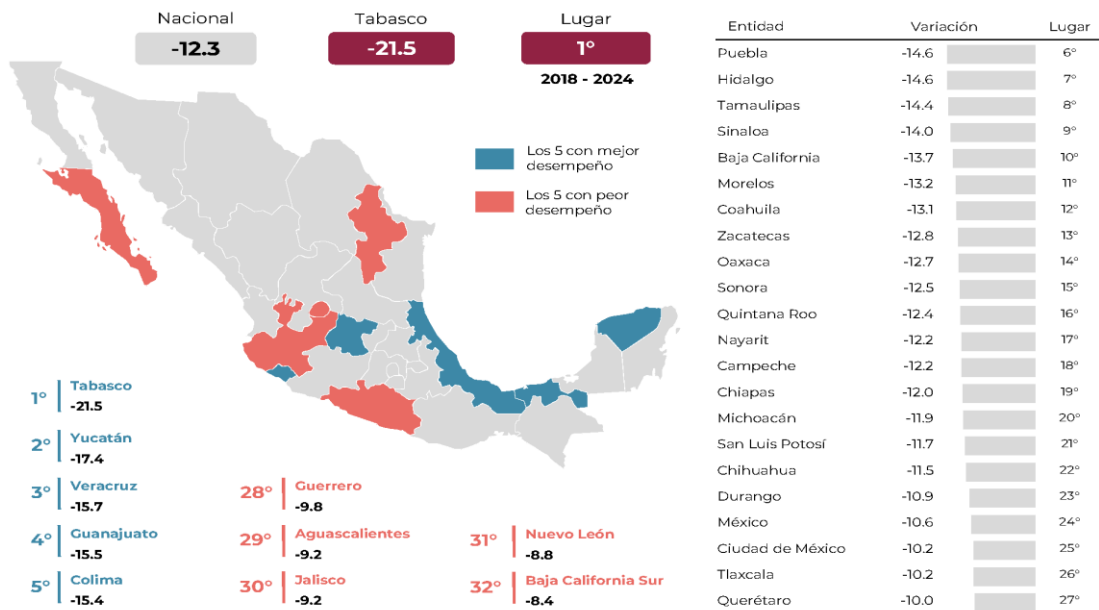 Nacional
-12.3
Tabasco
-21.5
Lugar
1°
2018 - 2024
Los 5 con mejor
desempeño
Los 5 con peor
desempeño
1°
Tabasco
-21.5
2°
Yucatán
-17.4
3°
Veracruz
-15.7
4°
Guanajuato
-15.5
5°
Colima
-15.4
28°
Guerrero
-9.8
29°
Aguascalientes
-9.2
30°
Jalisco
-9.2
31°
Nuevo León
-8.8
32°
Baja California Sur
-8.4
Entidad Variación Lugar
Puebla -14.6 6°
Hidalgo -14.6 7°
Tamaulipas -14.4 8°
Sinaloa -14.0 9°
Baja California -13.7 10°
Morelos -13.2 11°
Coahuila -13.1 12°
Zacatecas -12.8 13°
Oaxaca -12.7 14°
Sonora -12.5 15°
Quintana Roo -12.4 16°
Nayarit -12.2 17°
Campeche -12.2 18°
Chiapas -12.0 19°
Michoacán -11.9 20°
San Luis Potosí -11.7 21°
Chihuahua -11.5 22°
Durango -10.9 23°
México -10.6 24°
Ciudad de México -10.2 25°
Tlaxcala -10.2 26°
Querétaro -10.0 27°